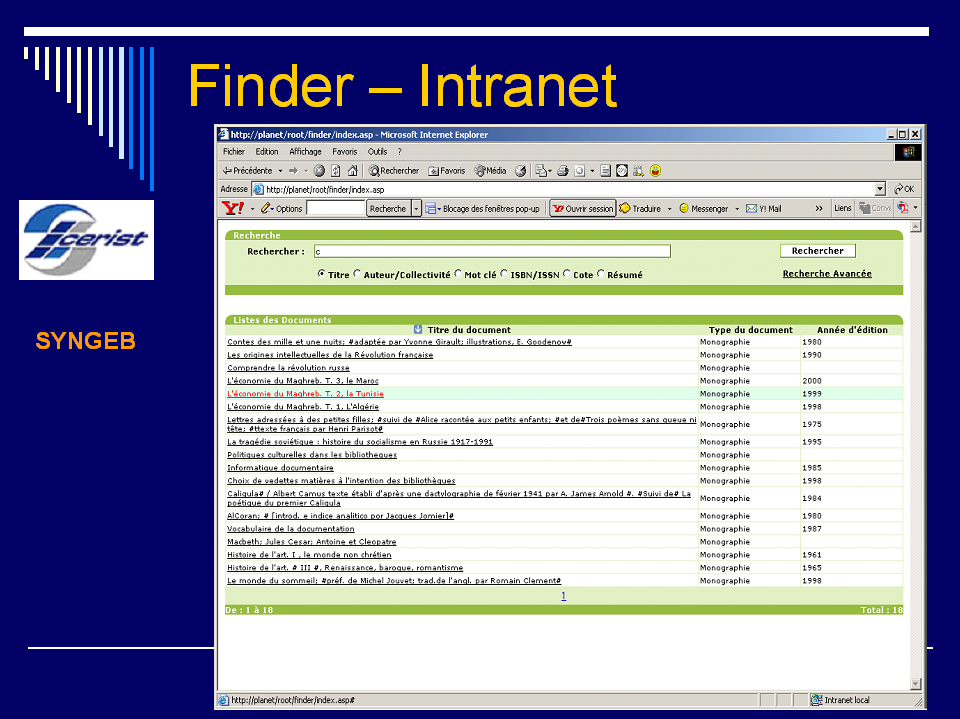 Finder – Intranet
cerist
SYNGEB
http://planet/root/finder/index.asp - Microsoft Internet Explorer
Fichier Edition Affichage Favoris Outils ?
Précédente Rechercher Favoris Média
Adresse http://planet/root/finder/index.asp OK
Y! Options Recherche Blocage des fenêtres pop-up Ouvrir session Traduire Messenger Y! Mail >> Liens Conve
Recherche
Rechercher : c Rechercher
Titre Auteur/Collectivité Mot clé ISBN/ISSN Cote Résumé Recherche Avancée
Listes des Documents
Titre du document Type du document Année d'édition
Contes des mille et une nuits; #adaptée par Yvonne Girault; illustrations, E. Goodenov# Monographie 1980
Les origines intellectuelles de la Révolution française Monographie 1990
Comprendre la révolution russe Monographie
L'économie du Maghreb. T. 3, le Maroc Monographie 2000
L'économie du Maghreb. T. 2, la Tunisie Monographie 1999
L'économie du Maghreb. T. 1, L'Algérie Monographie 1998
Lettres adressées à des petites filles; #suivi de #Alice racontée aux petits enfants; #et de#Trois poèmes sans queue ni
tête; #ttexte français par Henri Parisot# Monographie 1975
La tragédie soviétique : histoire du socialisme en Russie 1917-1991 Monographie 1995
Politiques culturelles dans les bibliotheques Monographie
Informatique documentaire Monographie 1985
Choix de vedettes matières à l'intention des bibliothèques Monographie 1998
Caligula# / Albert Camus texte établi d'après une dactylographie de février 1941 par A. James Arnold #. #Suivi de# La
poétique du premier Caligula Monographie 1984
AlCoran; # [introd. e indice analitico por Jacques Jomier]# Monographie 1980
Vocabulaire de la documentation Monographie 1987
Macbeth; Jules Cesar; Antoine et Cleopatre Monographie
Histoire de l'art. I , le monde non chrétien Monographie 1961
Histoire de l'art. # III #, Renaissance, baroque, romantisme Monographie 1965
Le monde du sommeil; #préf. de Michel Jouvet; trad.de l'angl. par Romain Clement# Monographie 1998
1
De : 1 à 18 Total : 18
http://planet/root/finder/index.asp# Intranet local